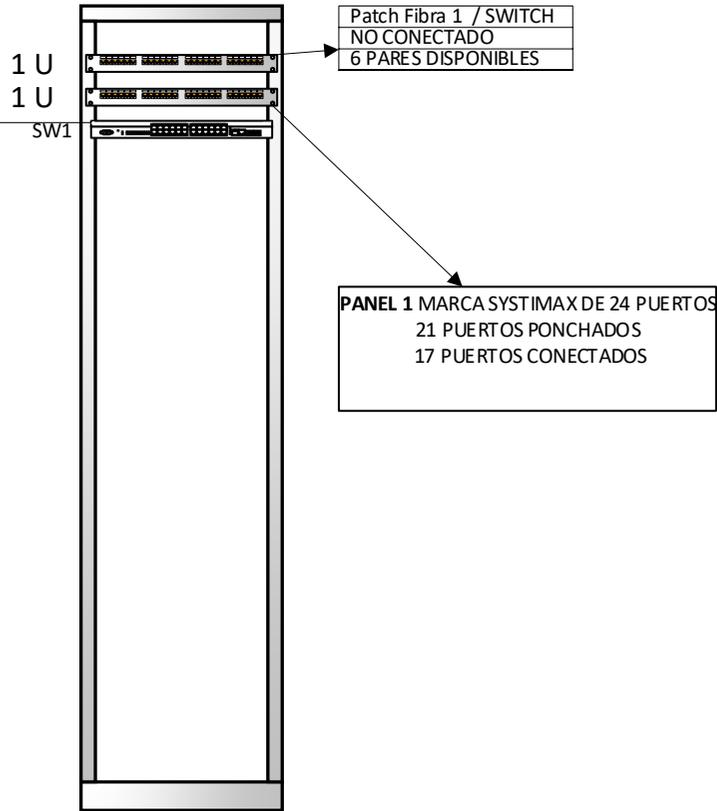 Patch Fibra 1 / SWITCH
NO CONECTADO
6 PARES DISPONIBLES
1 U
1 U
SW1
PANEL 1 MARCA SYSTIMAX DE 24 PUERTOS
21 PUERTOS PONCHADOS
17 PUERTOS CONECTADOS